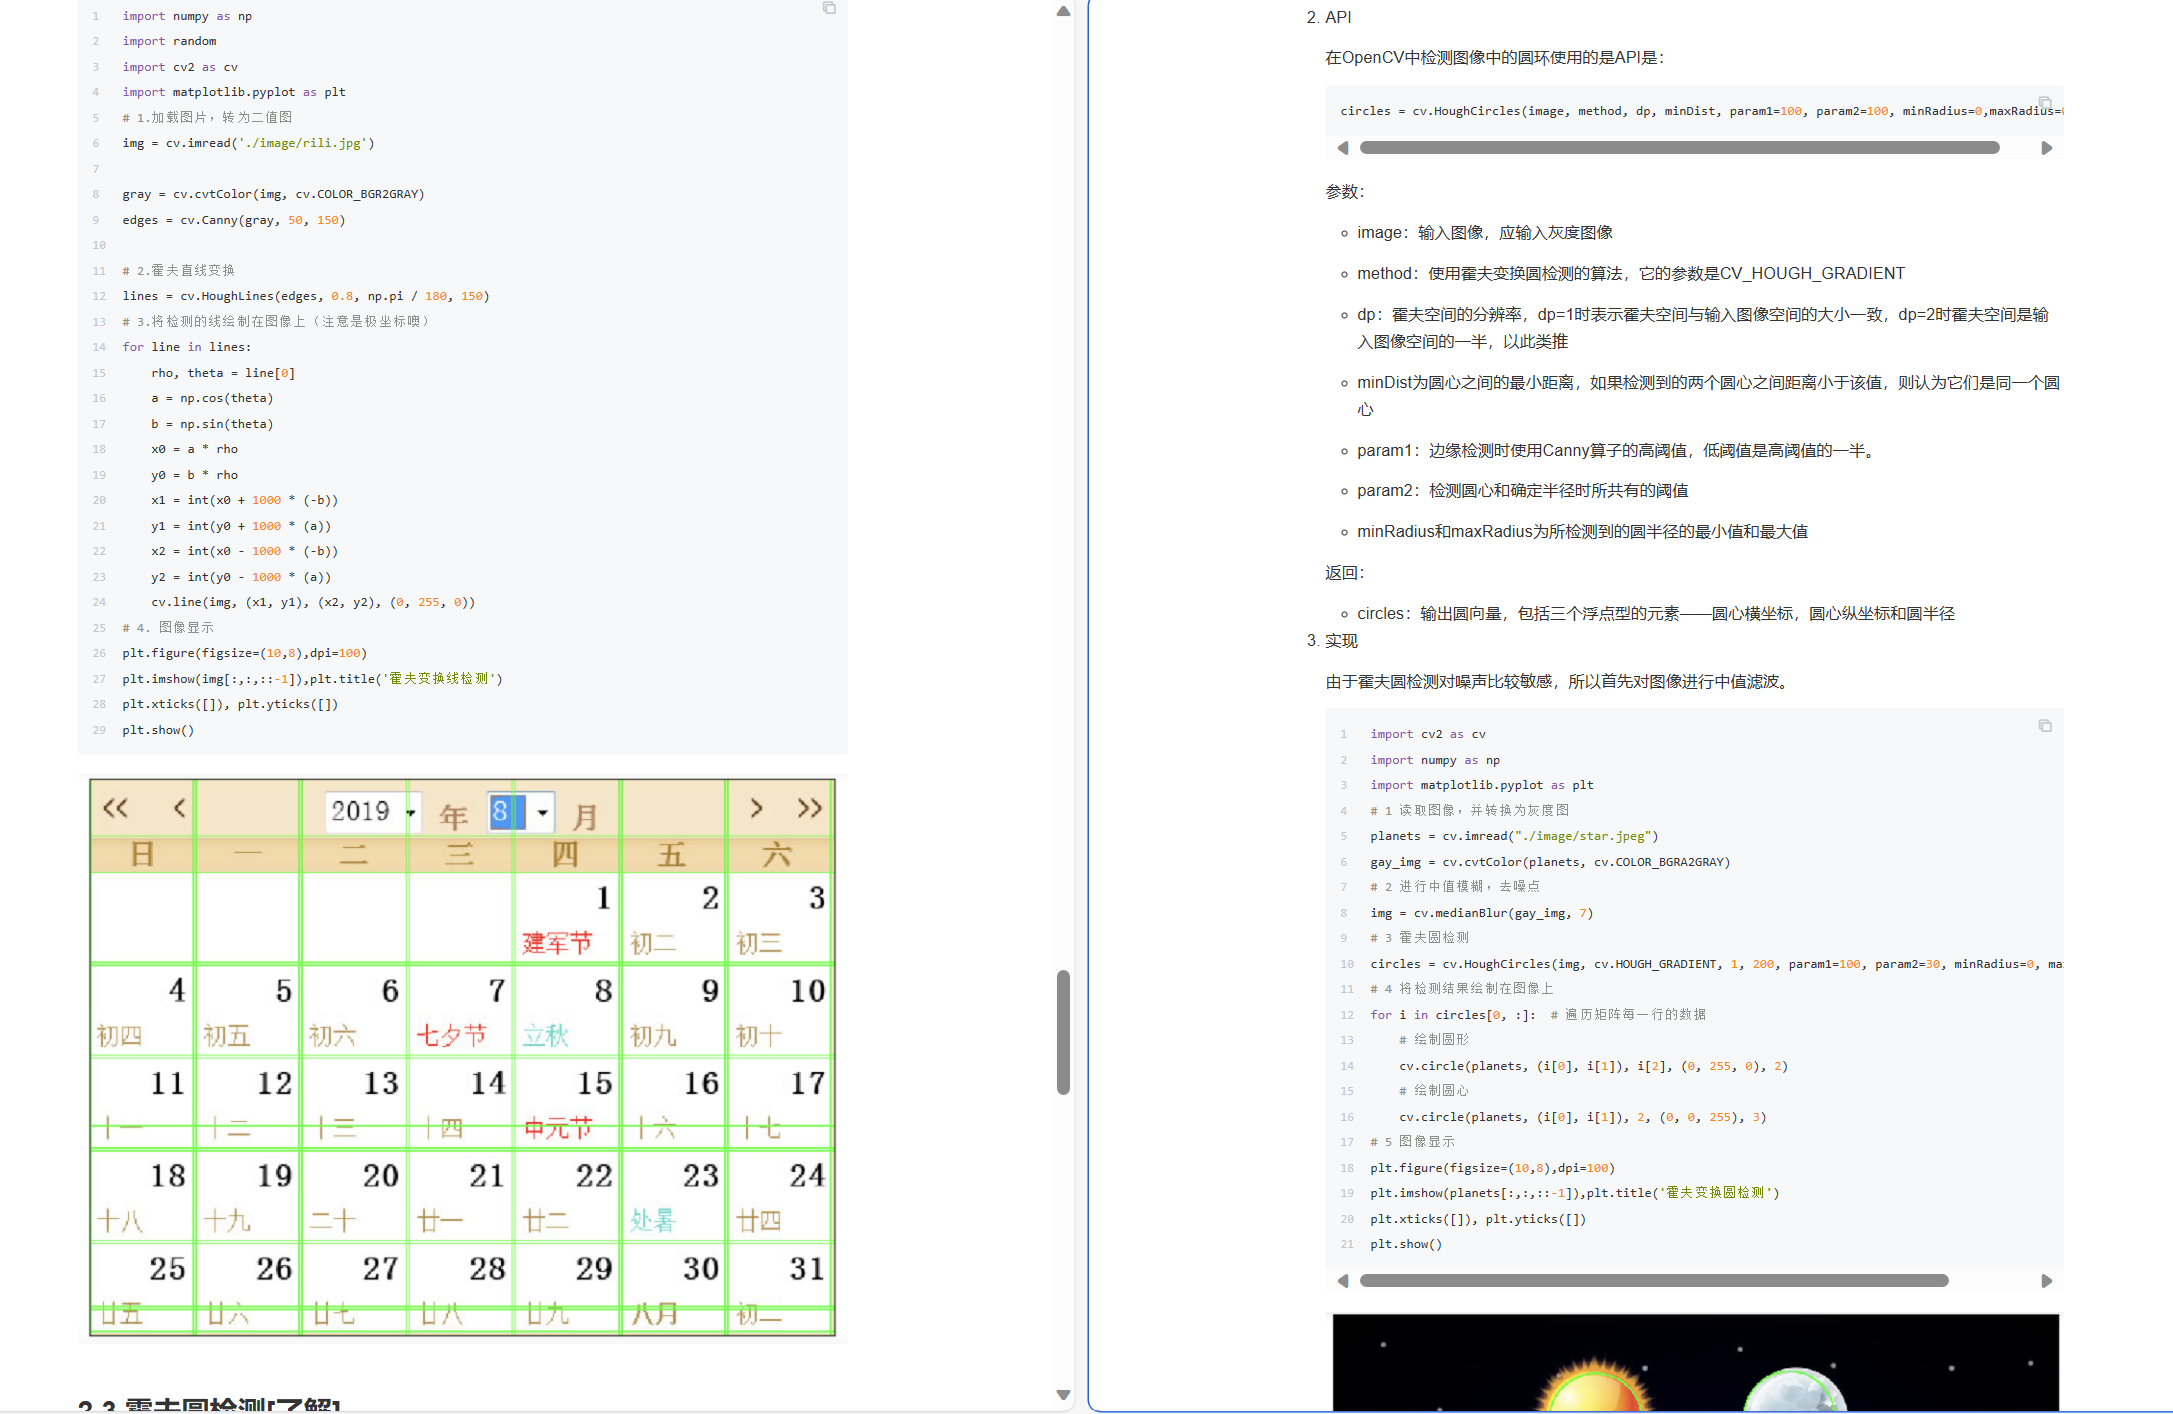 1 import numpy as np
2 import random
3 import cv2 as cv
4 import matplotlib.pyplot as plt
5 # 1.加载图片，转为二值图
6 img = cv.imread('./image/rili.jpg')
7
8 gray = cv.cvtColor(img, cv.COLOR_BGR2GRAY)
9 edges = cv.Canny(gray, 50, 150)
10
11 # 2.霍夫直线变换
12 lines = cv.HoughLines(edges, 0.8, np.pi / 180, 150)
13 # 3.将检测的线绘制在图像上（注意是极坐标噢）
14 for line in lines:
15 rho, theta = line[0]
16 a = np.cos(theta)
17 b = np.sin(theta)
18 x0 = a * rho
19 y0 = b * rho
20 x1 = int(x0 + 1000 * (-b))
21 y1 = int(y0 + 1000 * (a))
22 x2 = int(x0 - 1000 * (-b))
23 y2 = int(y0 - 1000 * (a))
24 cv.line(img, (x1, y1), (x2, y2), (0, 255, 0))
25 # 4. 图像显示
26 plt.figure(figsize=(10,8),dpi=100)
27 plt.imshow(img[:,:,::-1]),plt.title('霍夫变换线检测')
28 plt.xticks([]), plt.yticks([])
29 plt.show()
<< < 2019 年 8 月 > >>
日 一 二 三 四 五 六
1 2 3
建军节 初二 初三
4 5 6 7 8 9 10
初四 初五 初六 七夕节 立秋 初九 初十
11 12 13 14 15 16 17
十一 十二 十三 十四 中元节 十六 十七
18 19 20 21 22 23 24
十八 十九 二十 廿一 廿二 处暑 廿四
25 26 27 28 29 30 31
廿五 廿六 廿七 廿八 廿九 八月 初二
2.3 霍夫圆检测[了解]
2. API
在OpenCV中检测图像中的圆环使用的是API是：
circles = cv.HoughCircles(image, method, dp, minDist, param1=100, param2=100, minRadius=0,maxRadius=0
参数：
image：输入图像，应输入灰度图像
method：使用霍夫变换圆检测的算法，它的参数是CV_HOUGH_GRADIENT
dp：霍夫空间的分辨率，dp=1时表示霍夫空间与输入图像空间的大小一致，dp=2时霍夫空间是输
入图像空间的一半，以此类推
minDist为圆心之间的最小距离，如果检测到的两个圆心之间距离小于该值，则认为它们是同一个圆
心
param1：边缘检测时使用Canny算子的高阈值，低阈值是高阈值的一半。
param2：检测圆心和确定半径时所共有的阈值
minRadius和maxRadius为所检测到的圆半径的最小值和最大值
返回：
circles：输出圆向量，包括三个浮点型的元素——圆心横坐标，圆心纵坐标和圆半径
3. 实现
由于霍夫圆检测对噪声比较敏感，所以首先对图像进行中值滤波。
1 import cv2 as cv
2 import numpy as np
3 import matplotlib.pyplot as plt
4 # 1 读取图像，并转换为灰度图
5 planets = cv.imread("./image/star.jpeg")
6 gay_img = cv.cvtColor(planets, cv.COLOR_BGRA2GRAY)
7 # 2 进行中值模糊，去噪点
8 img = cv.medianBlur(gay_img, 7)
9 # 3 霍夫圆检测
10 circles = cv.HoughCircles(img, cv.HOUGH_GRADIENT, 1, 200, param1=100, param2=30, minRadius=0, ma
11 # 4 将检测结果绘制在图像上
12 for i in circles[0, :]: # 遍历矩阵每一行的数据
13 # 绘制圆形
14 cv.circle(planets, (i[0], i[1]), i[2], (0, 255, 0), 2)
15 # 绘制圆心
16 cv.circle(planets, (i[0], i[1]), 2, (0, 0, 255), 3)
17 # 5 图像显示
18 plt.figure(figsize=(10,8),dpi=100)
19 plt.imshow(planets[:,:,::-1]),plt.title('霍夫变换圆检测')
20 plt.xticks([]), plt.yticks([])
21 plt.show()